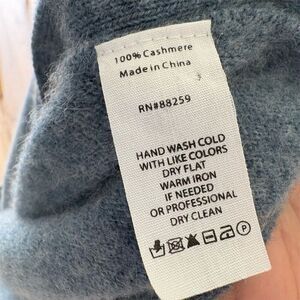 100% Cashmere
Made in China
RN#88259
HAND WASH COLD
WITH LIKE COLORS
DRY FLAT
WARM IRON
IF NEEDED
OR PROFESSIONAL
DRY CLEAN
P